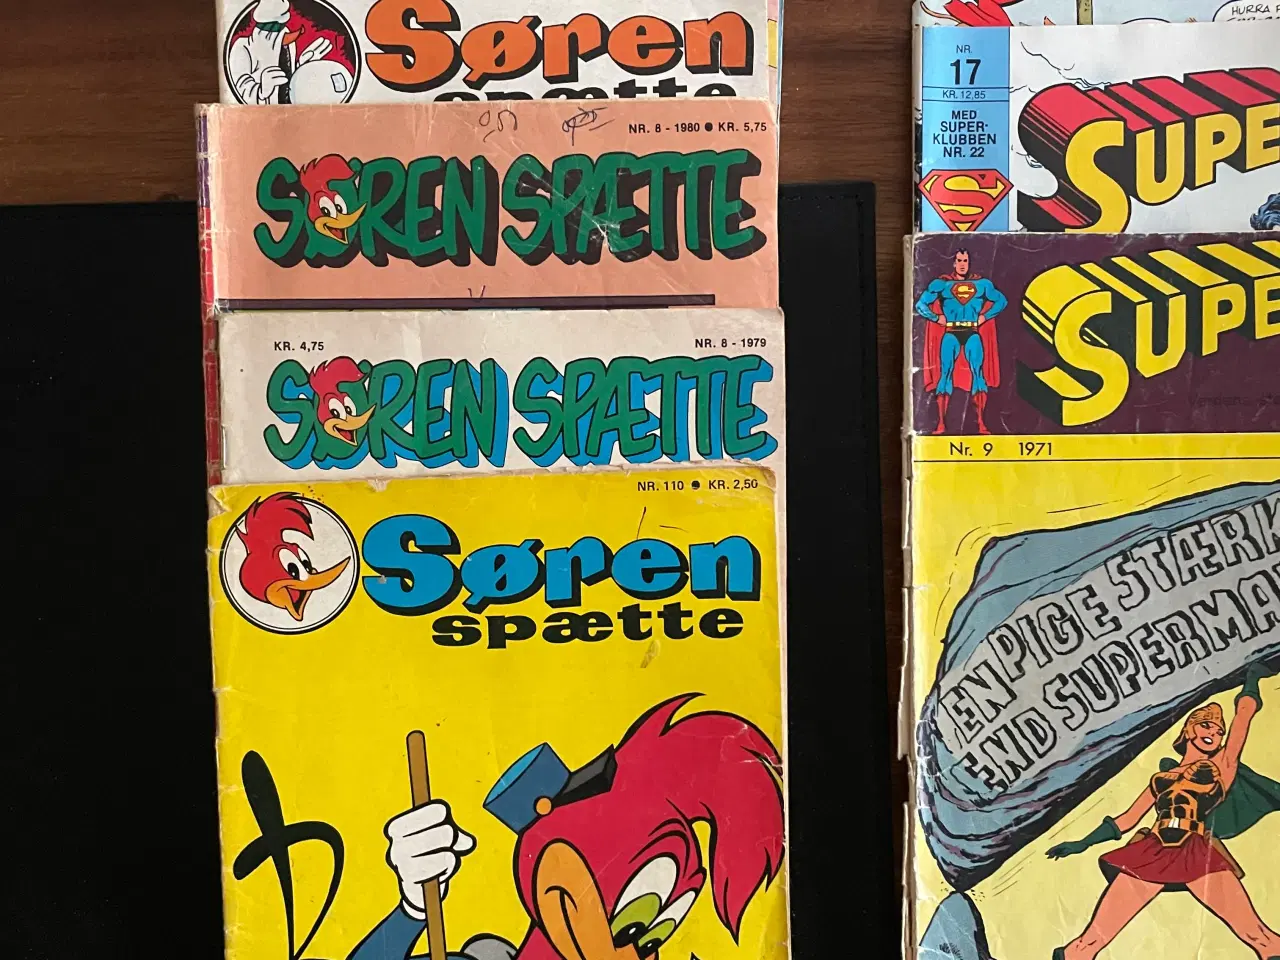 Søren
spætte
NR. 8 - 1980 ● KR. 5,75
SØREN SPÆTTE
KR. 4,75
NR. 8 - 1979
SØREN SPÆTTE
NR. 110 ● KR. 2,50
Søren
spætte
HURRA
NR.
17
KR. 12,85
MED
SUPER-
KLUBBEN
NR. 22
SUPE
SUPE
Nr. 9 1971
EN PIGE STÆRK
END SUPERMA